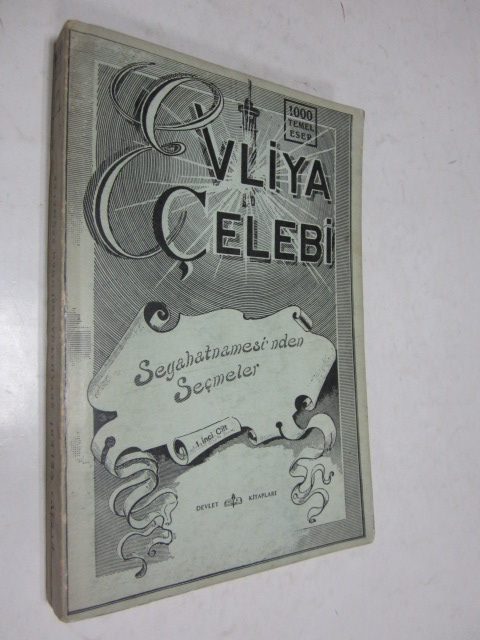 1000
TEMEL
ESER
EVLİYA
ÇELEBİ
Seyahatnamesi'nden
Seçmeler
1. inci Cilt
DEVLET KİTAPLARI